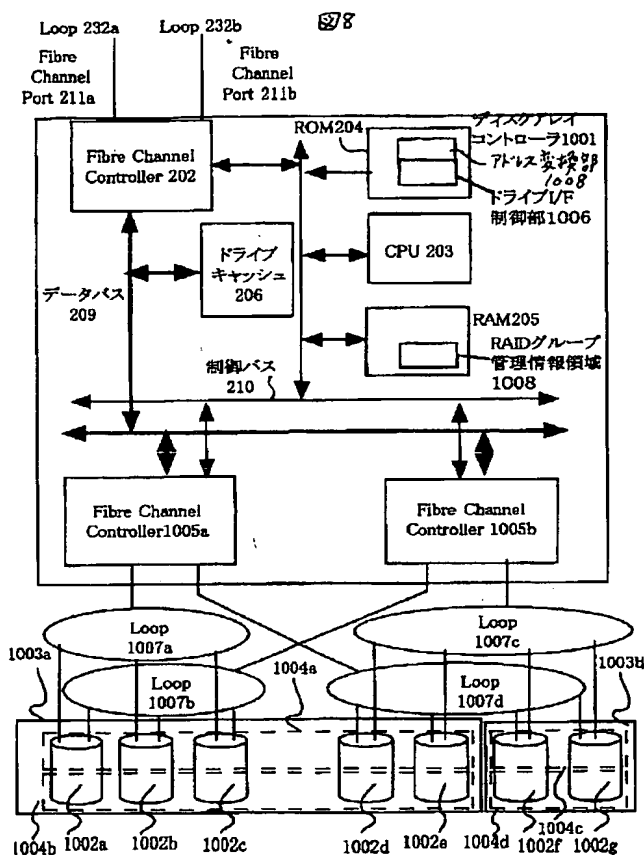 図8
Loop 232a
Loop 232b
Fibre
Channel
Port 211a
Fibre
Channel
Port 211b
Fibre Channel
Controller 202
ROM204
ディスクアレイ
コントローラ1001
アドレス変換部
1008
ドライブI/F
制御部1006
ドライブ
キャッシュ
206
CPU 203
データバス
209
RAM205
RAIDグループ
管理情報領域
1008
制御バス
210
Fibre Channel
Controller1005a
Fibre Channel
Controller 1005b
Loop
1007a
Loop
1007c
1003a
1004a
1003b
Loop
1007b
Loop
1007d
1004b
1002a
1002b
1002c
1002d
1002e
1004d
1002f
1004c
1002g